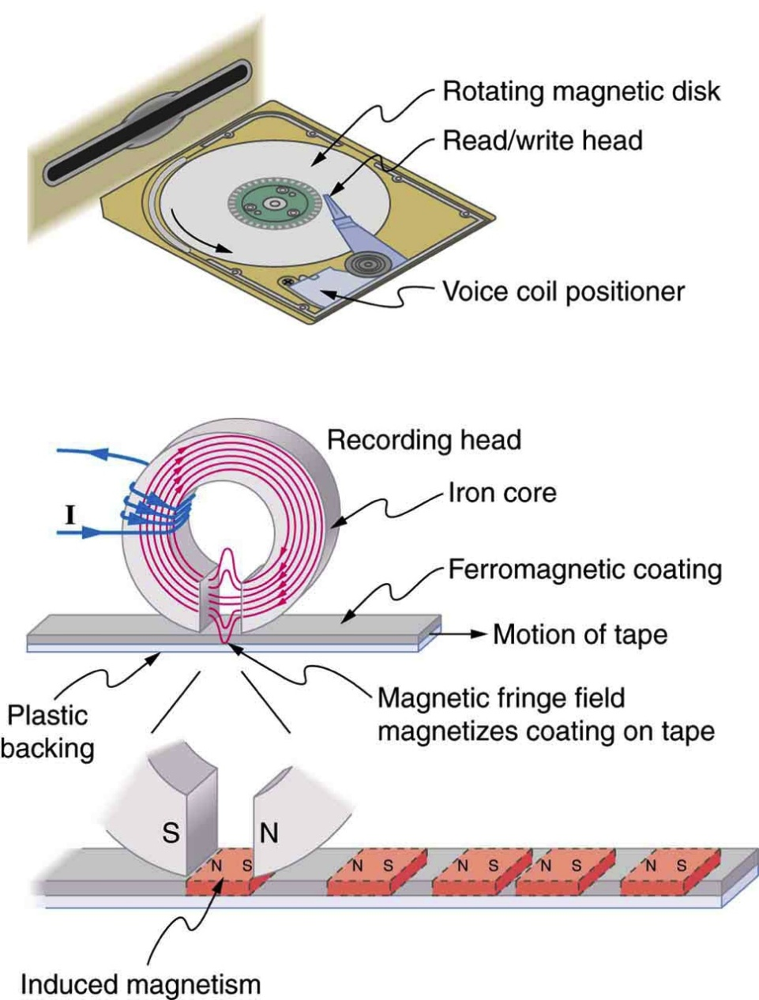 Rotating magnetic disk
Read/write head
Voice coil positioner
Recording head
Iron core
I
Ferromagnetic coating
Motion of tape
Plastic
backing
Magnetic fringe field
magnetizes coating on tape
S N
N S N S N S N S N S
Induced magnetism